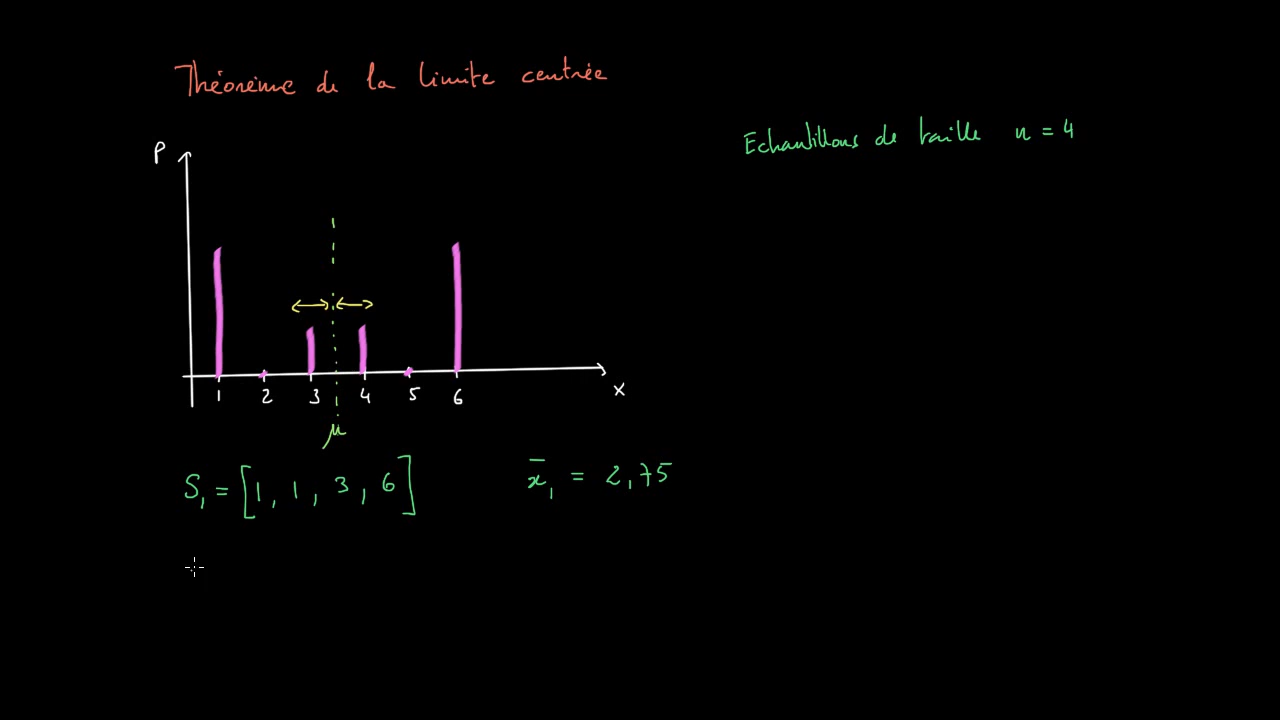 Théorème de la limite centrée
Echantillons de taille n = 4
P
1 2 3 4 5 6
x
μ
S₁ = [1, 1, 3, 6]
x̄₁ = 2,75